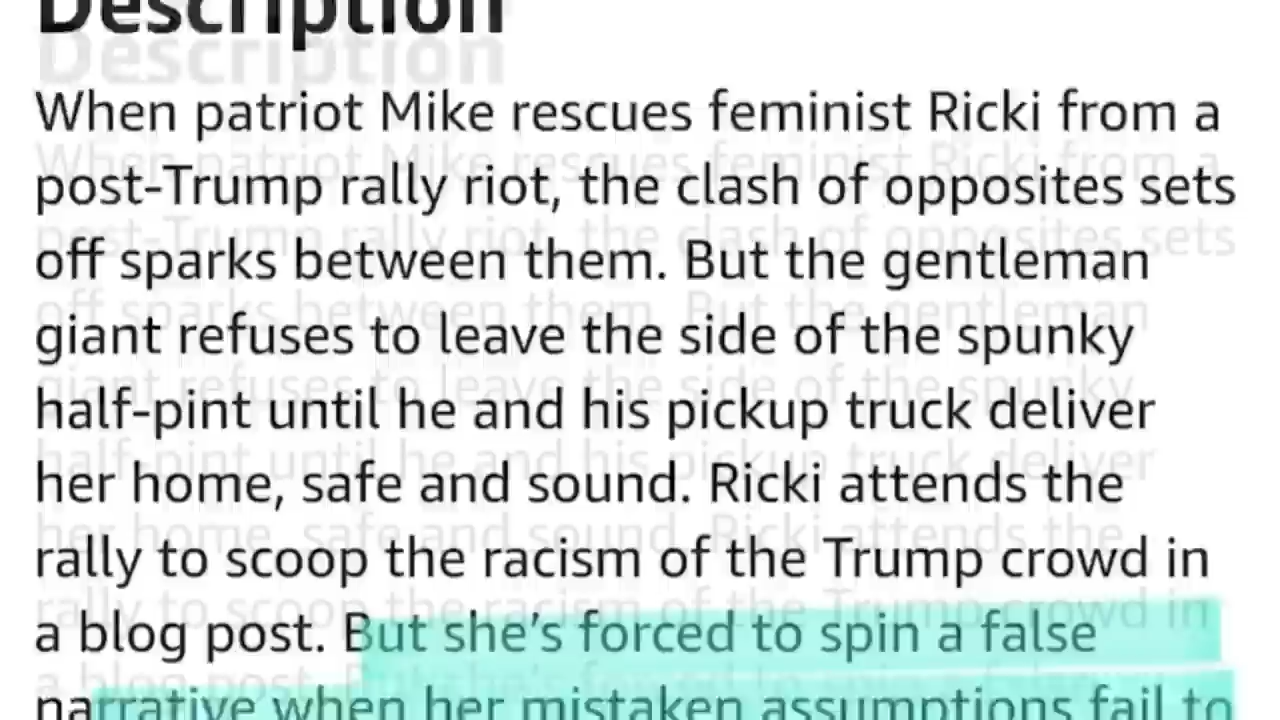 Description
When patriot Mike rescues feminist Ricki from a
post-Trump rally riot, the clash of opposites sets
off sparks between them. But the gentleman
giant refuses to leave the side of the spunky
half-pint until he and his pickup truck deliver
her home, safe and sound. Ricki attends the
rally to scoop the racism of the Trump crowd in
a blog post. But she’s forced to spin a false
narrative when her mistaken assumptions fail to